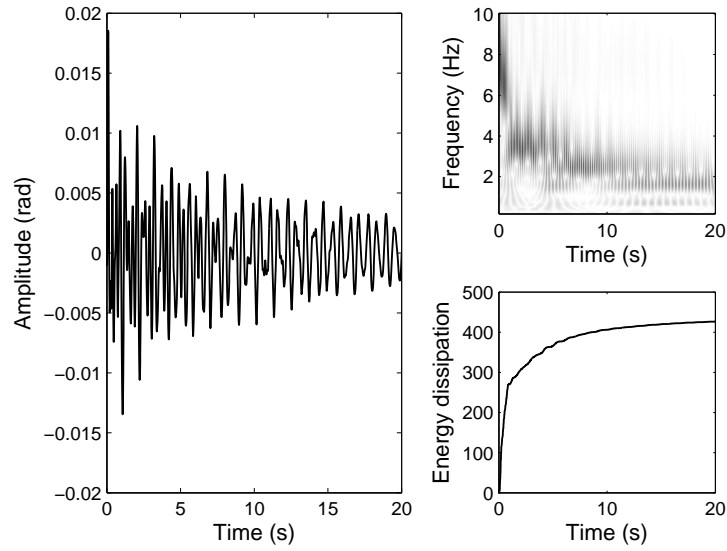 0.02
0.015
0.01
0.005
0
−0.005
−0.01
−0.015
−0.02
0 5 10 15 20
Time (s)
Amplitude (rad)
10
8
6
4
2
0 10 20
Time (s)
Frequency (Hz)
500
400
300
200
100
0
0 10 20
Time (s)
Energy dissipation